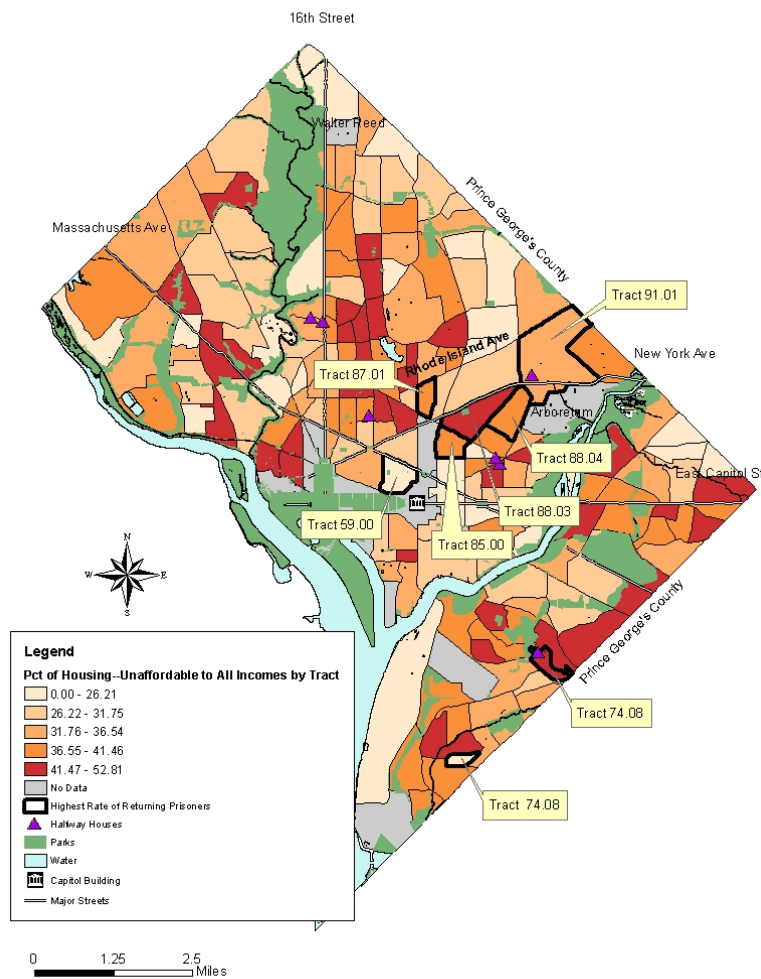 16th Street
Walter Reed
Prince George's County
Massachusetts Ave
Tract 91.01
Rhode Island Ave
New York Ave
Tract 87.01
Arboretum
Tract 88.04
East Capitol St
Tract 59.00
Tract 88.03
Tract 85.00
N
W
E
S
Prince George's County
Tract 74.08
Tract 74.08
Legend
Pct of Housing--Unaffordable to All Incomes by Tract
0.00 - 26.21
26.22 - 31.75
31.76 - 36.54
36.55 - 41.46
41.47 - 52.81
No Data
Highest Rate of Returning Prisoners
Halfway Houses
Parks
Water
Capitol Building
Major Streets
0 1.25 2.5
Miles